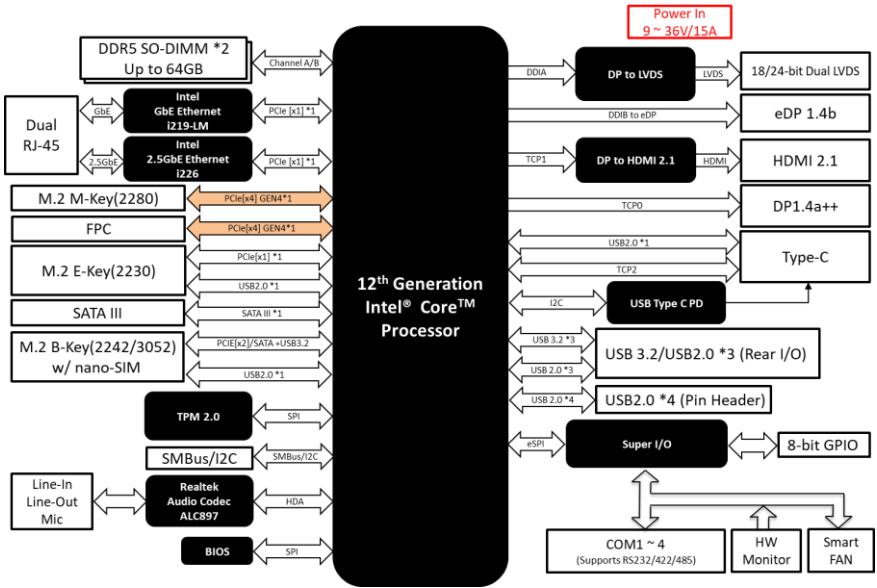 Power In
9 ~ 36V/15A
DDR5 SO-DIMM *2
Up to 64GB
Channel A/B
Dual
RJ-45
GbE
Intel
GbE Ethernet
i219-LM
PCIe [x1] *1
2.5GbE
Intel
2.5GbE Ethernet
i226
PCIe [x1] *1
M.2 M-Key(2280)
PCIe[x4] GEN4*1
FPC
PCIe[x4] GEN4*1
M.2 E-Key(2230)
PCIe[x1] *1
USB2.0 *1
SATA III
SATA III *1
M.2 B-Key(2242/3052)
w/ nano-SIM
PCIE[x2]/SATA +USB3.2
USB2.0 *1
TPM 2.0
SPI
SMBus/I2C
SMBus/I2C
Line-In
Line-Out
Mic
Realtek
Audio Codec
ALC897
HDA
BIOS
SPI
12th Generation
Intel® Core™
Processor
DDIA
DP to LVDS
LVDS
18/24-bit Dual LVDS
DDIB to eDP
eDP 1.4b
TCP1
DP to HDMI 2.1
HDMI
HDMI 2.1
TCP0
DP1.4a++
USB2.0 *1
TCP2
Type-C
I2C
USB Type C PD
USB 3.2 *3
USB 2.0 *3
USB 3.2/USB2.0 *3 (Rear I/O)
USB 2.0 *4
USB2.0 *4 (Pin Header)
eSPI
Super I/O
8-bit GPIO
COM1 ~ 4
(Supports RS232/422/485)
HW
Monitor
Smart
FAN